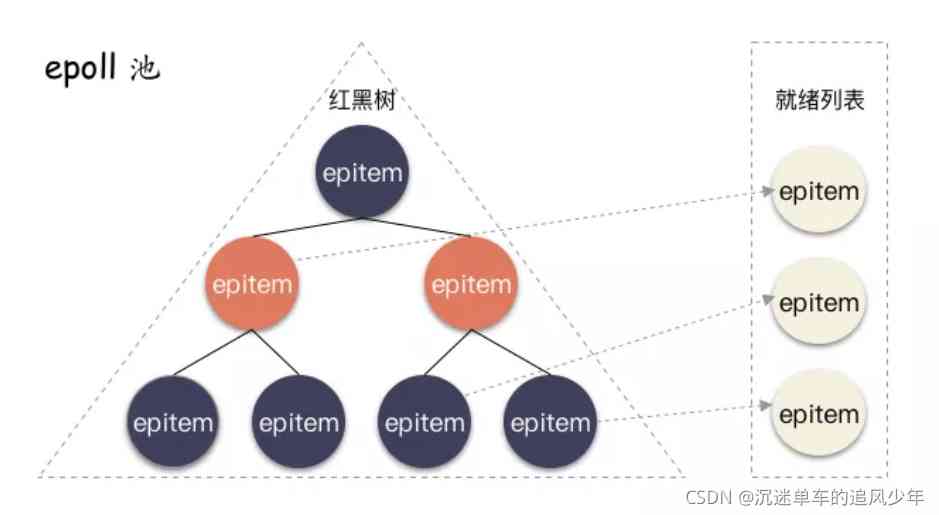 epoll 池
红黑树
就绪列表
epitem
epitem
epitem
epitem
epitem
epitem
epitem
epitem
epitem
epitem
CSDN @沉迷单车的追风少年